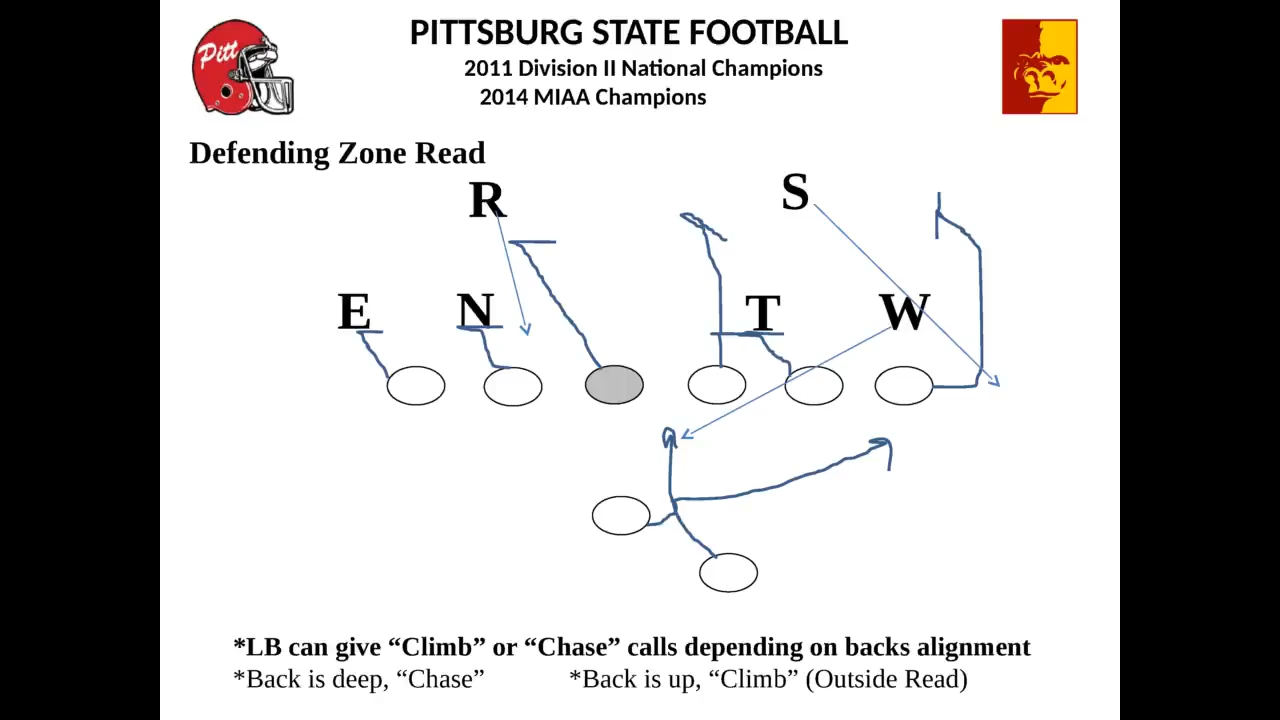 PITTSBURG STATE FOOTBALL
2011 Division II National Champions
2014 MIAA Champions
Pitt
Defending Zone Read
R S
E N T W
*LB can give “Climb” or “Chase” calls depending on backs alignment
*Back is deep, “Chase” *Back is up, “Climb” (Outside Read)